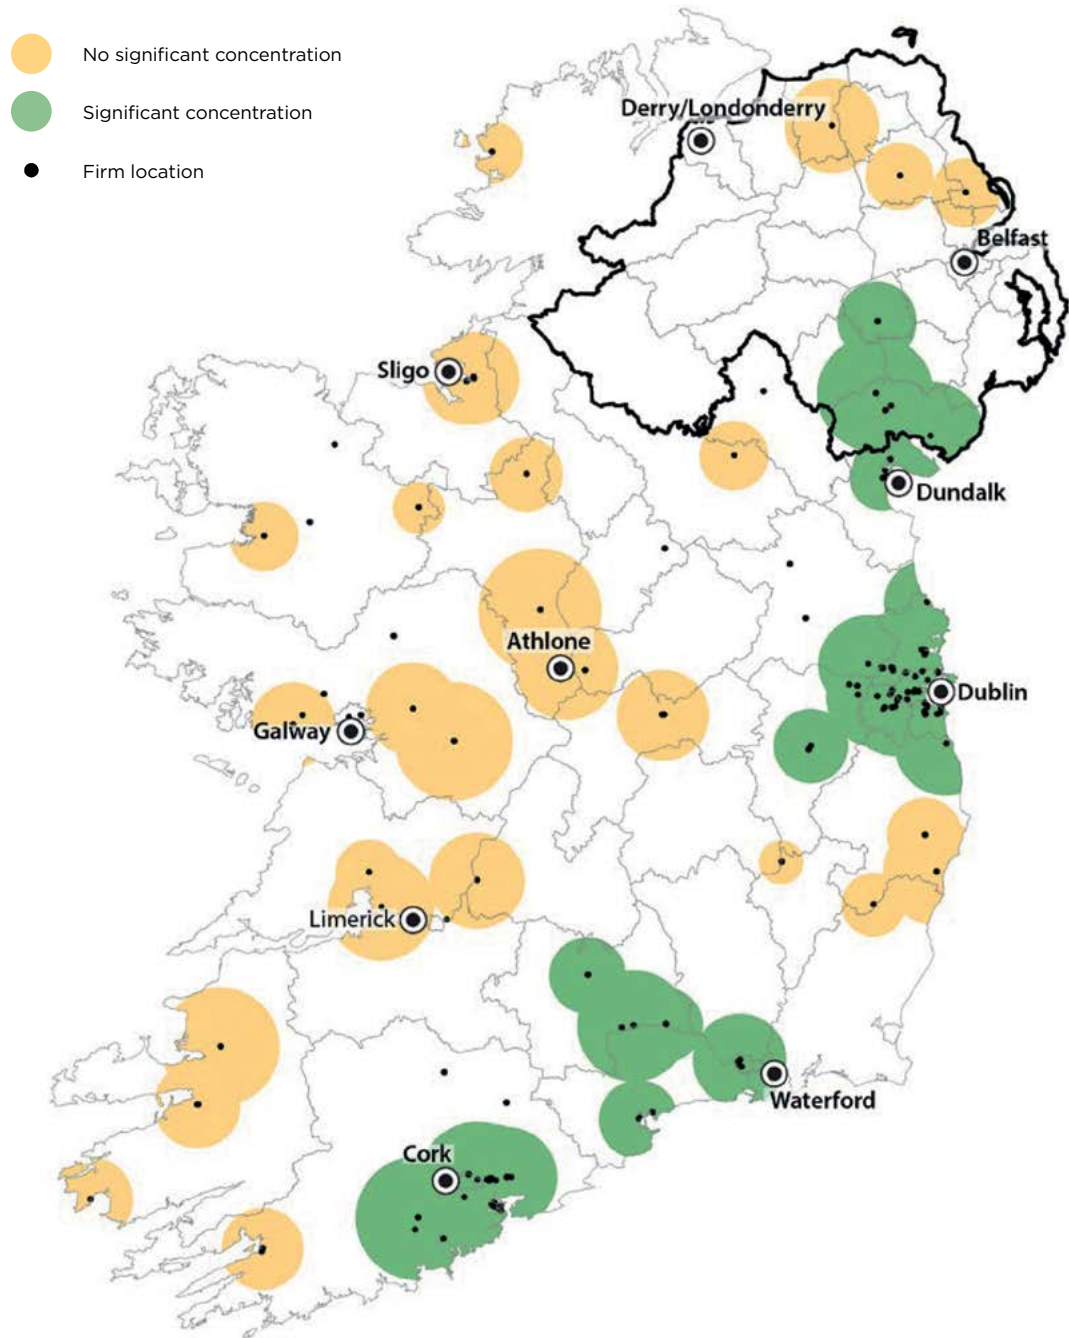 No significant concentration
Significant concentration
Firm location
Derry/Londonderry
Belfast
Sligo
Dundalk
Athlone
Dublin
Galway
Limerick
Waterford
Cork